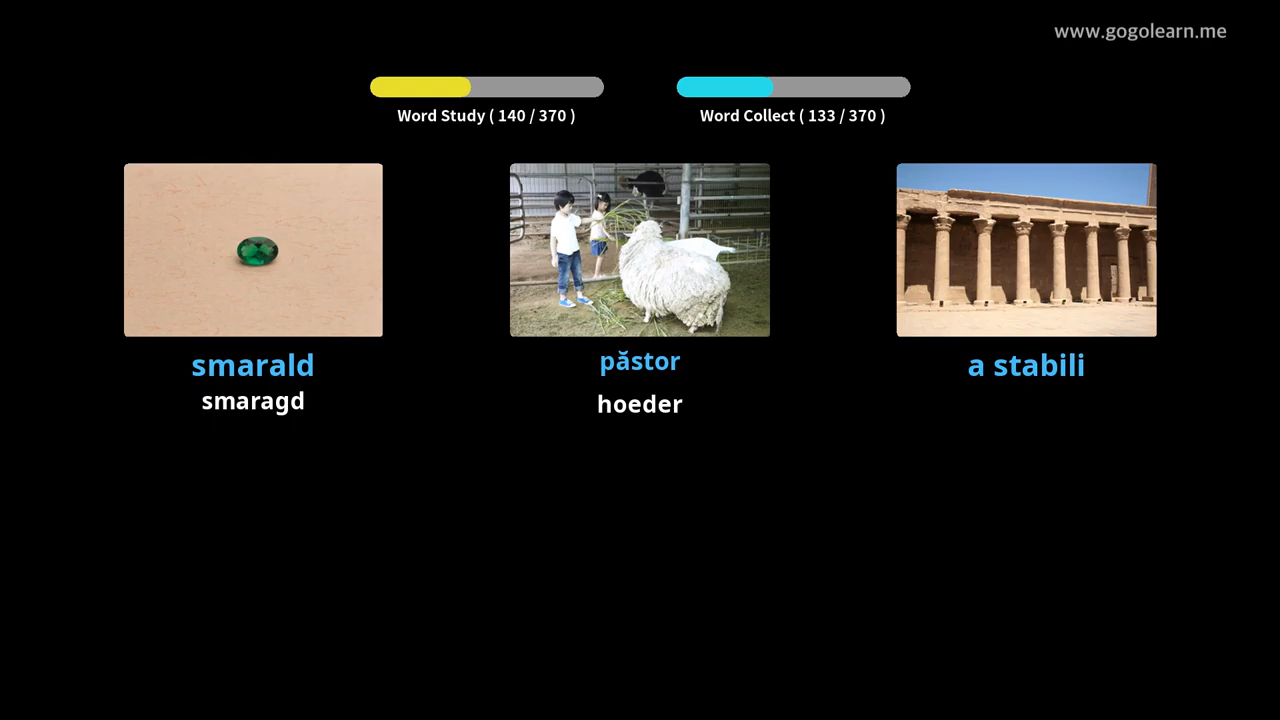 www.gogolearn.me
Word Study ( 140 / 370 )
Word Collect ( 133 / 370 )
smarald
smaragd
păstor
hoeder
a stabili